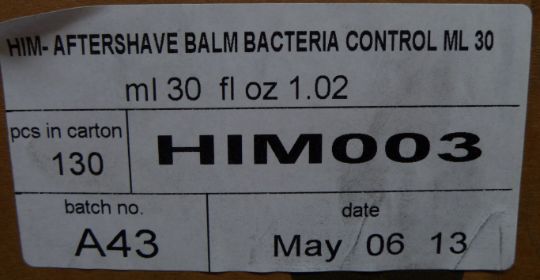 HIM- AFTERSHAVE BALM BACTERIA CONTROL ML 30
ml 30 fl oz 1.02
pcs in carton
130
HIM003
batch no.
A43
date
May 06 13